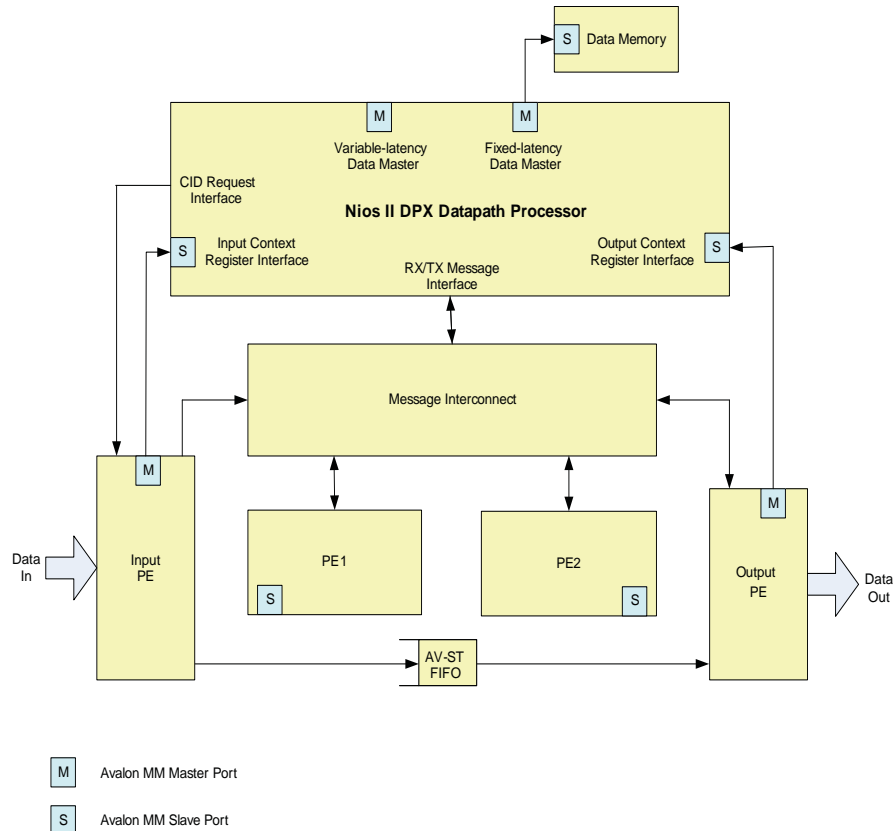 S
Data Memory
M
M
Variable-latency
Data Master
Fixed-latency
Data Master
CID Request
Interface
Nios II DPX Datapath Processor
S
Input Context
Register Interface
Output Context
Register Interface
S
RX/TX Message
Interface
Message Interconnect
M
Data
In
Input
PE
PE1
S
PE2
S
M
Output
PE
Data
Out
AV-ST
FIFO
M
Avalon MM Master Port
S
Avalon MM Slave Port